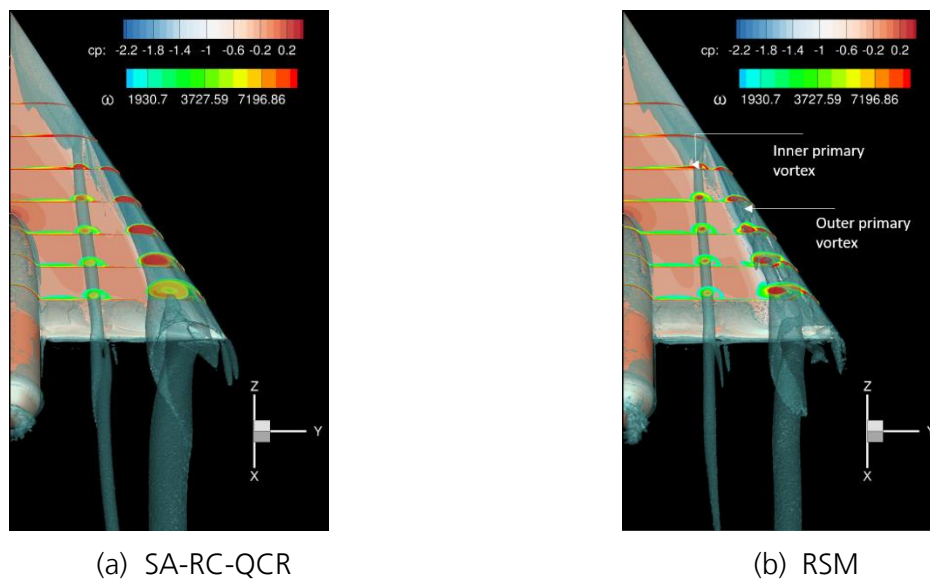 cp: -2.2 -1.8 -1.4 -1 -0.6 -0.2 0.2
ω 1930.7 3727.59 7196.86
Z
Y
X
(a) SA-RC-QCR
cp: -2.2 -1.8 -1.4 -1 -0.6 -0.2 0.2
ω 1930.7 3727.59 7196.86
Inner primary
vortex
Outer primary
vortex
Z
Y
X
(b) RSM